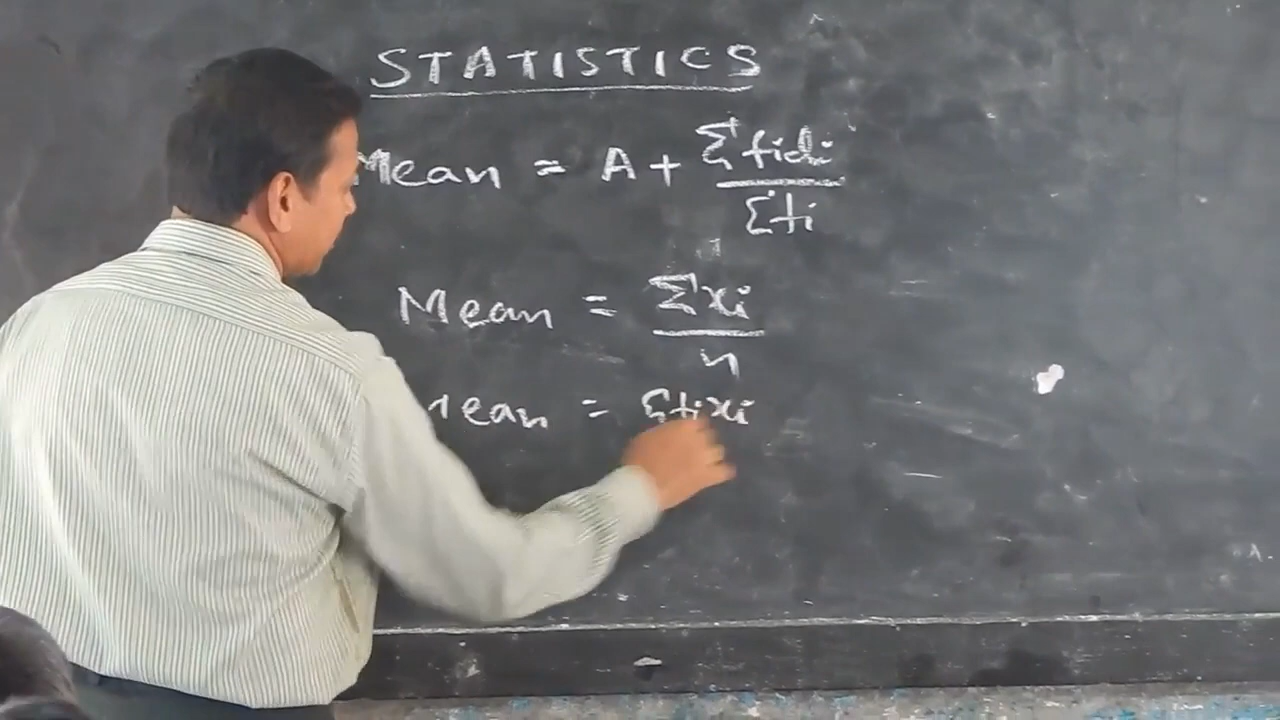 STATISTICS
Mean = A + Σfidi
Σfi
Mean = Σxi
n
Mean = Σfixi